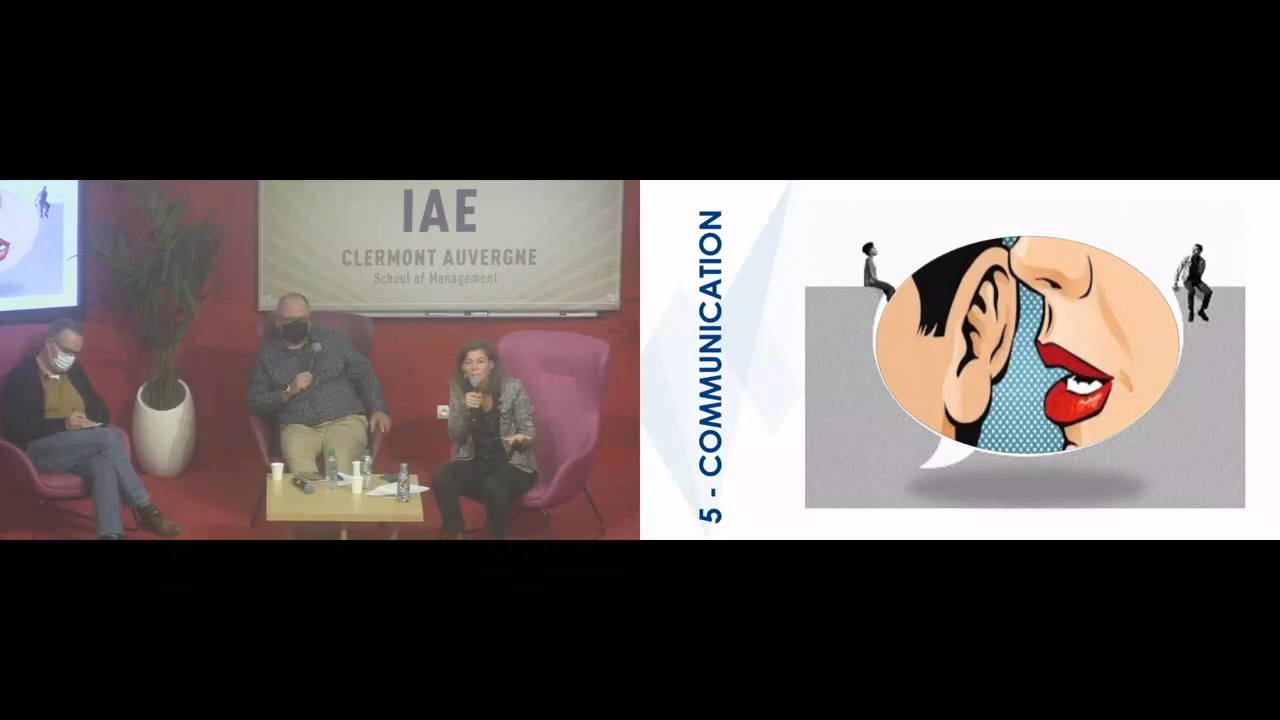 IAE
CLERMONT AUVERGNE
School of Management
5 - COMMUNICATION